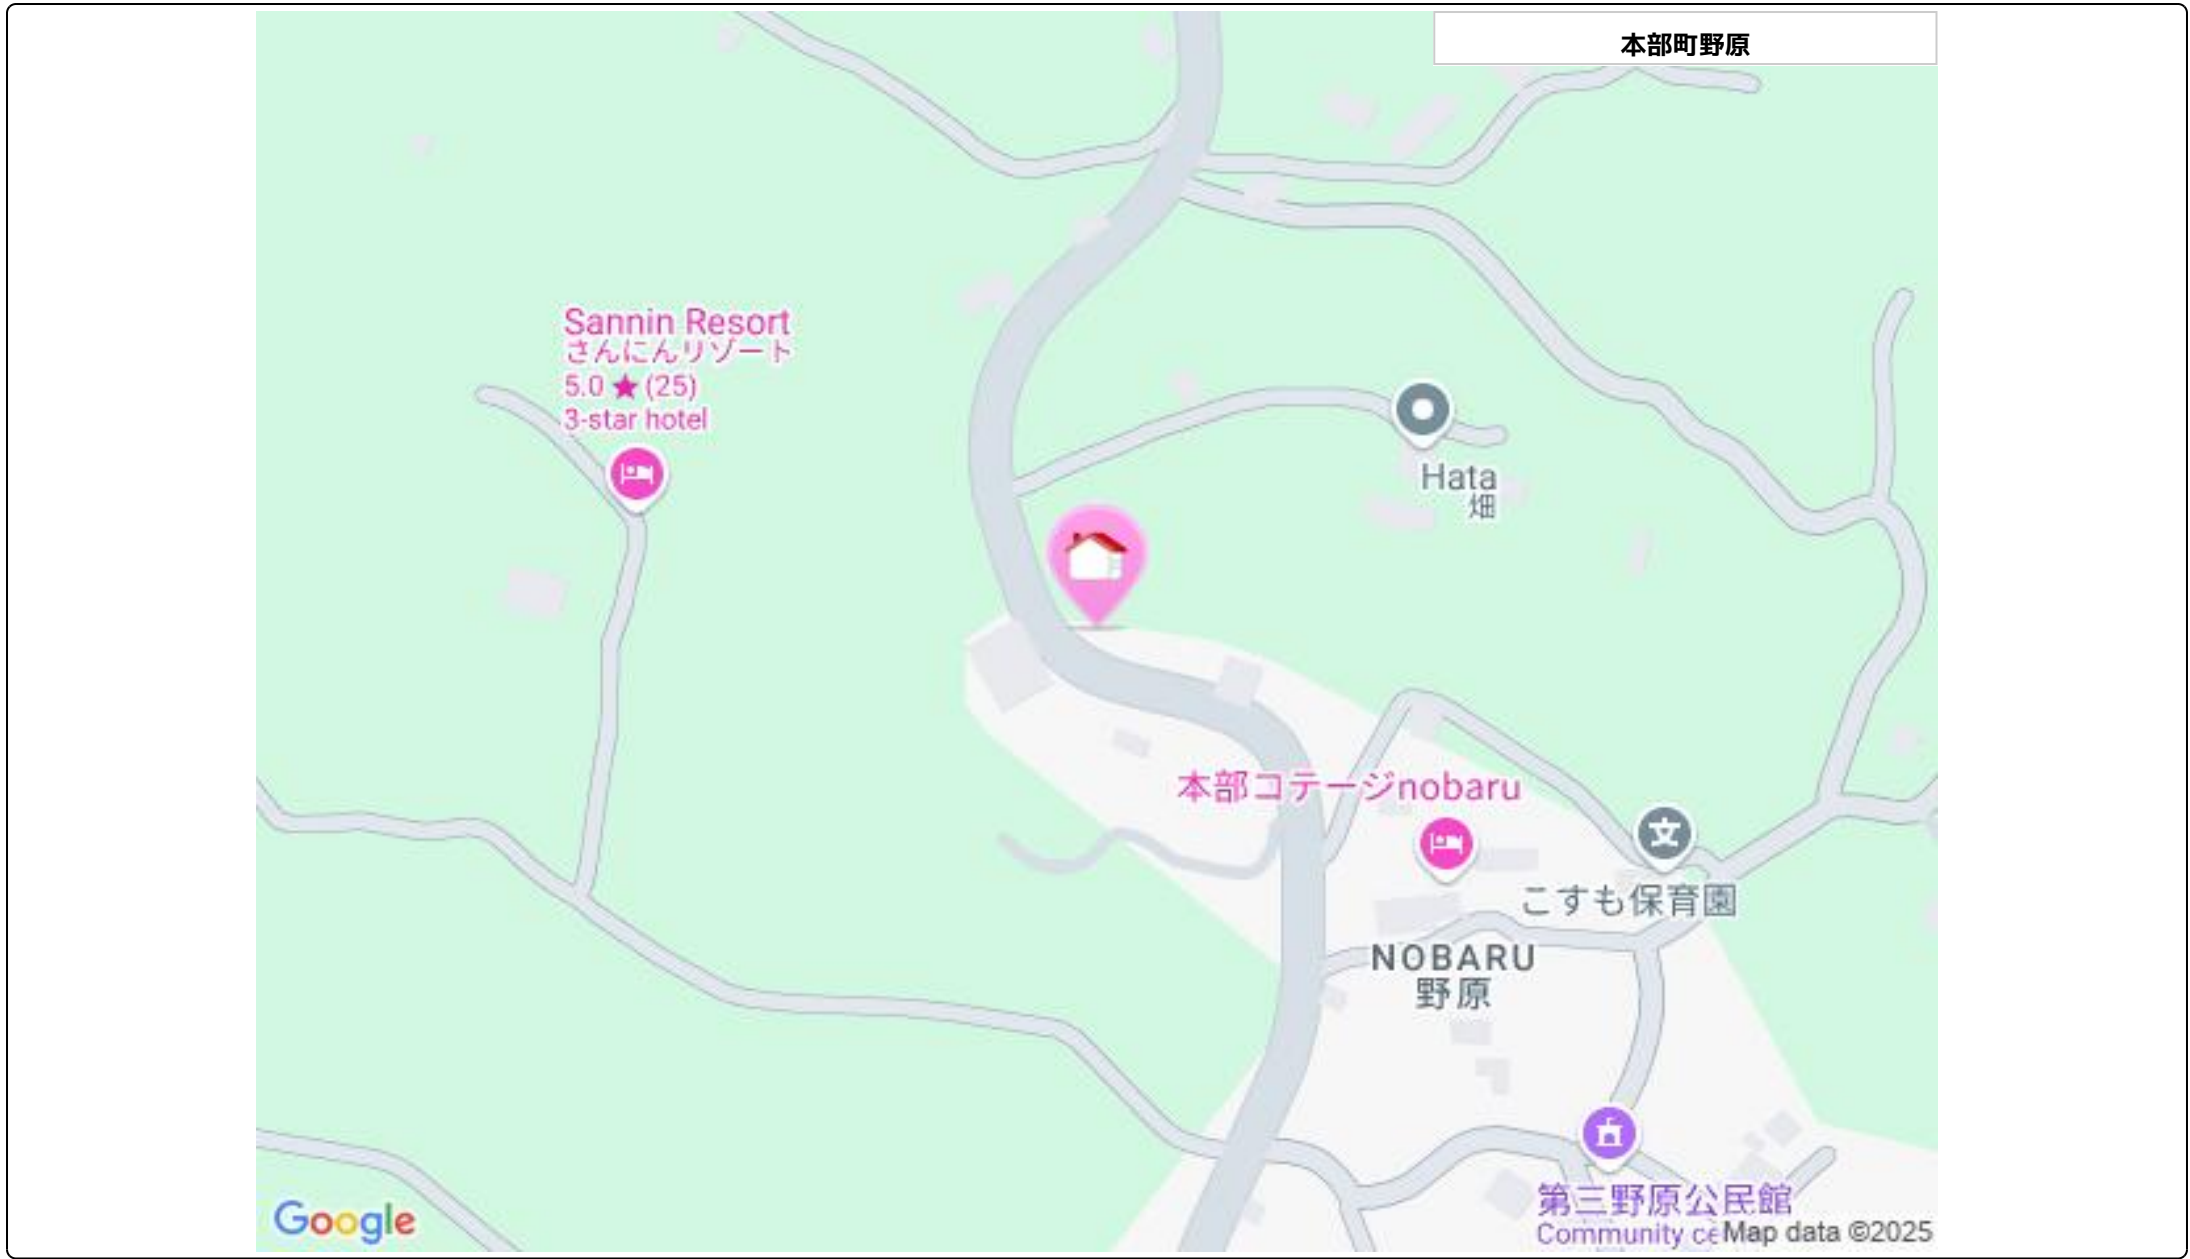 本部町野原
Sannin Resort
さんにんリゾート
5.0 ★ (25)
3-star hotel
Hata
畑
本部コテージnobaru
文
こすも保育園
NOBARU
野原
第三野原公民館
Community ce
Google
Map data ©2025